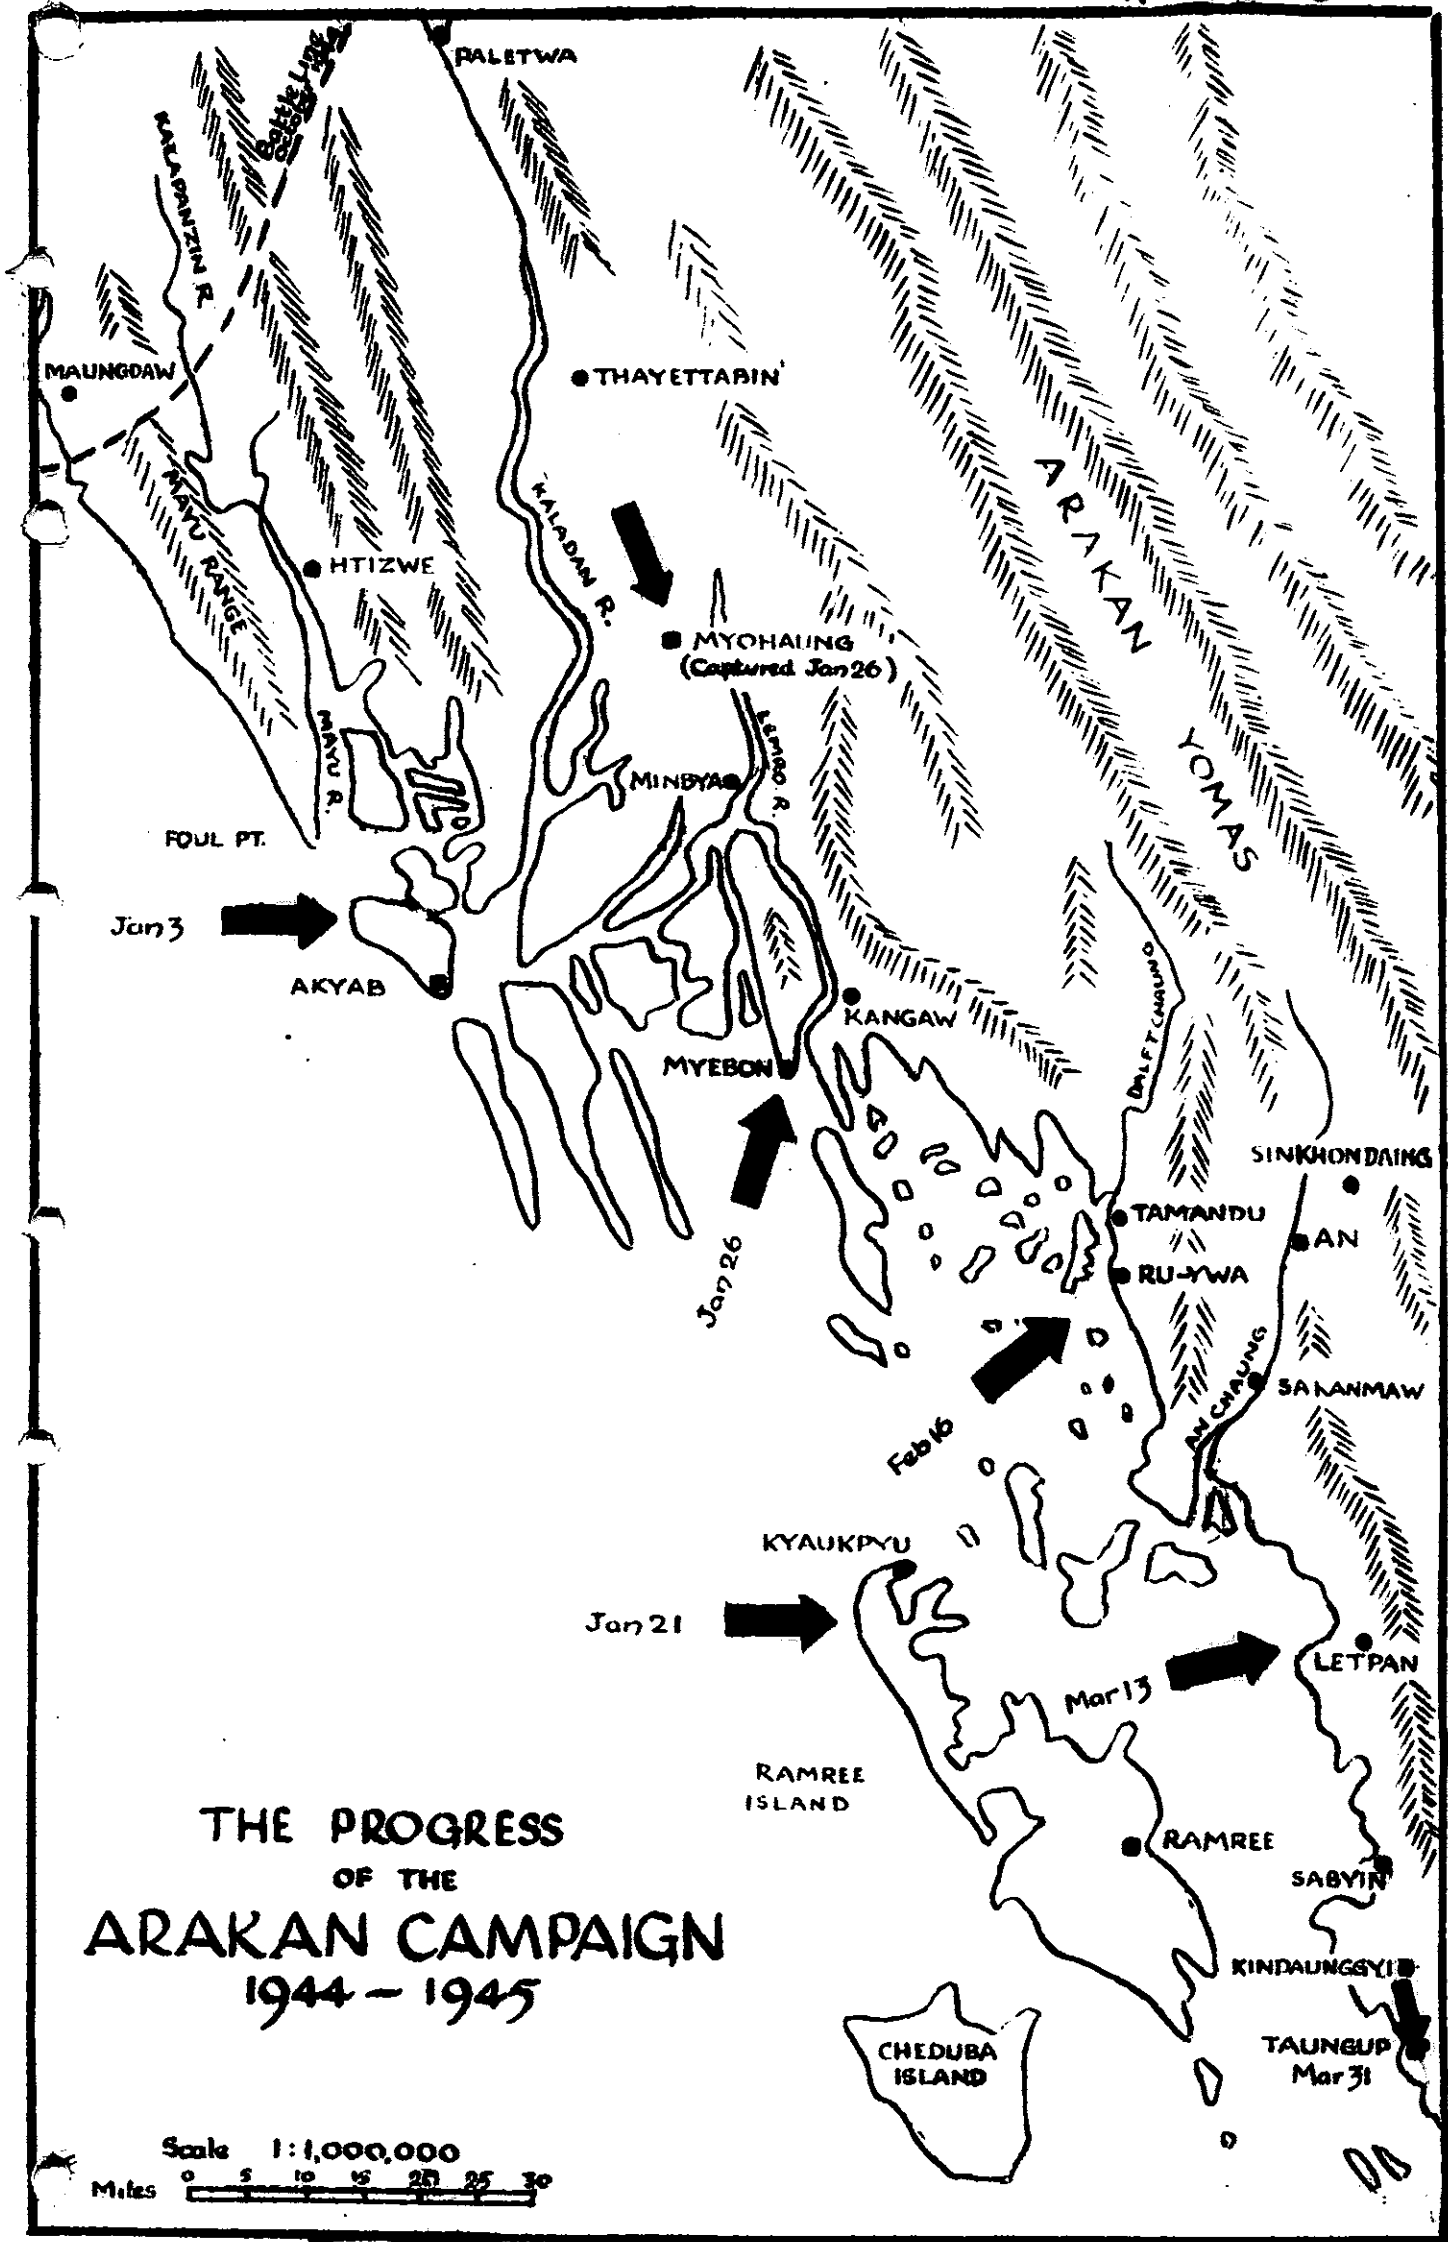 PALETWA
Battle Line
October
KALAPANZIN R.
MAUNGDAW
THAYETTABIN
MAYU RANGE
KALADAN R.
ARAKAN
YOMAS
HTIZWE
MYOHAUNG
(Captured Jan 26)
LEMRO R.
MAYU R.
MINBYA
FOUL PT.
Jan 3
AKYAB
KANGAW
MYEBON
DALET CHAUNG
SINKHONDAING
TAMANDU
AN
RU-YWA
Jan 26
AN CHAUNG
SAKANMAW
Feb 16
KYAUKPYU
Jan 21
LETPAN
Mar 13
RAMREE
ISLAND
RAMREE
SABYIN
THE PROGRESS
OF THE
ARAKAN CAMPAIGN
1944 - 1945
KINDAUNGGYI
CHEDUBA
ISLAND
TAUNGUP
Mar 31
Scale 1:1,000,000
Miles 0 5 10 15 20 25 30